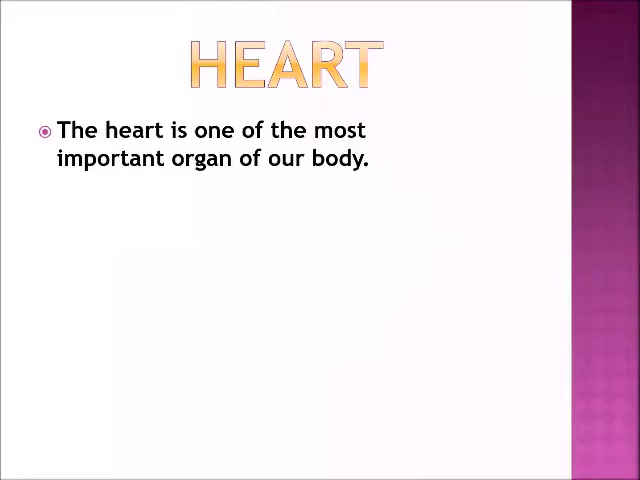 HEART
The heart is one of the most
important organ of our body.